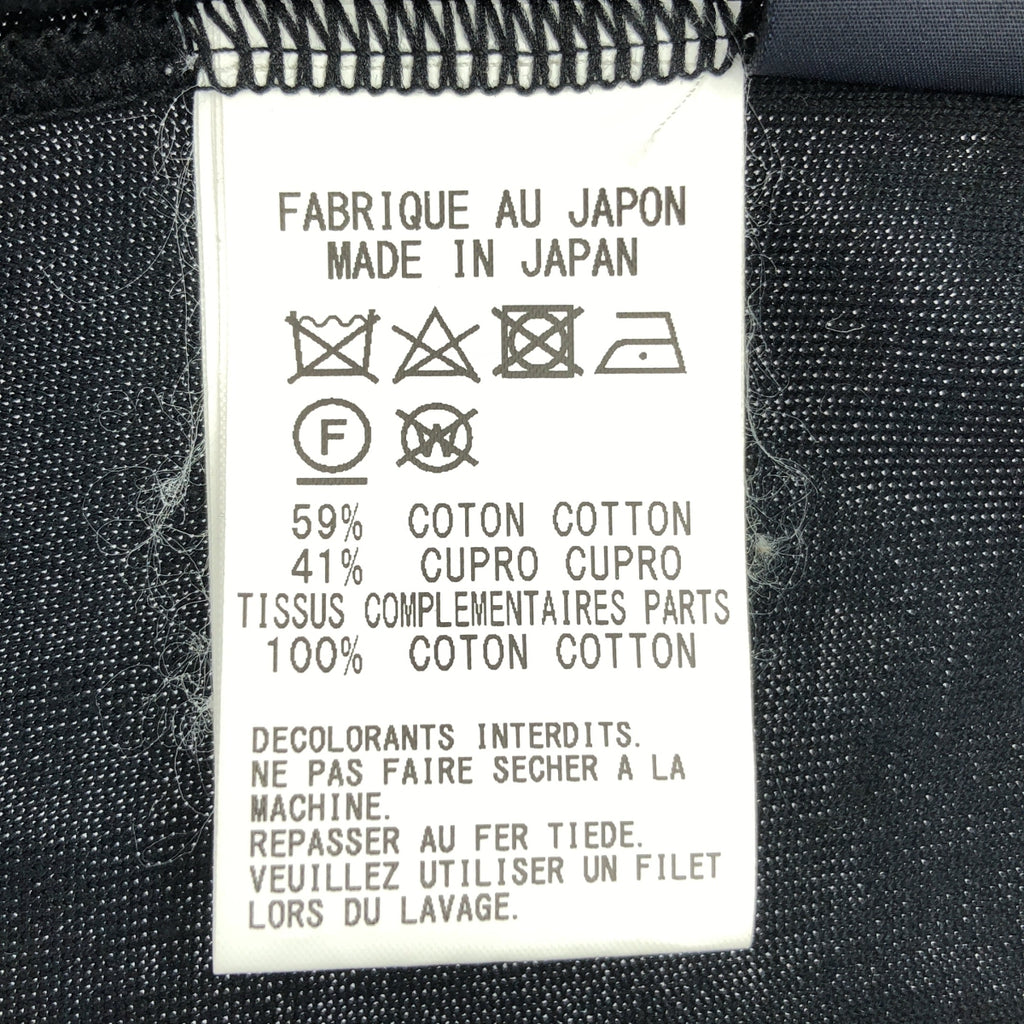 FABRIQUE AU JAPON
MADE IN JAPAN
F W
59% COTON COTTON
41% CUPRO CUPRO
TISSUS COMPLEMENTAIRES PARTS
100% COTON COTTON
DECOLORANTS INTERDITS.
NE PAS FAIRE SECHER A LA
MACHINE.
REPASSER AU FER TIEDE.
VEUILLEZ UTILISER UN FILET
LORS DU LAVAGE.